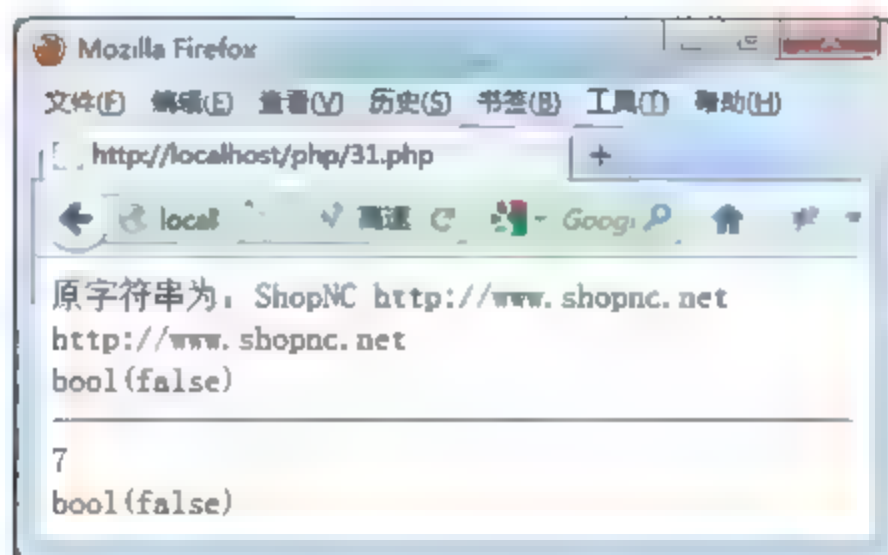 Mozilla Firefox
文件(F) 编辑(E) 查看(V) 历史(S) 书签(B) 工具(T) 帮助(H)
http://localhost/php/31.php +
local Googl
原字符串为：ShopNC http://www.shopnc.net
http://www.shopnc.net
bool(false)
7
bool(false)